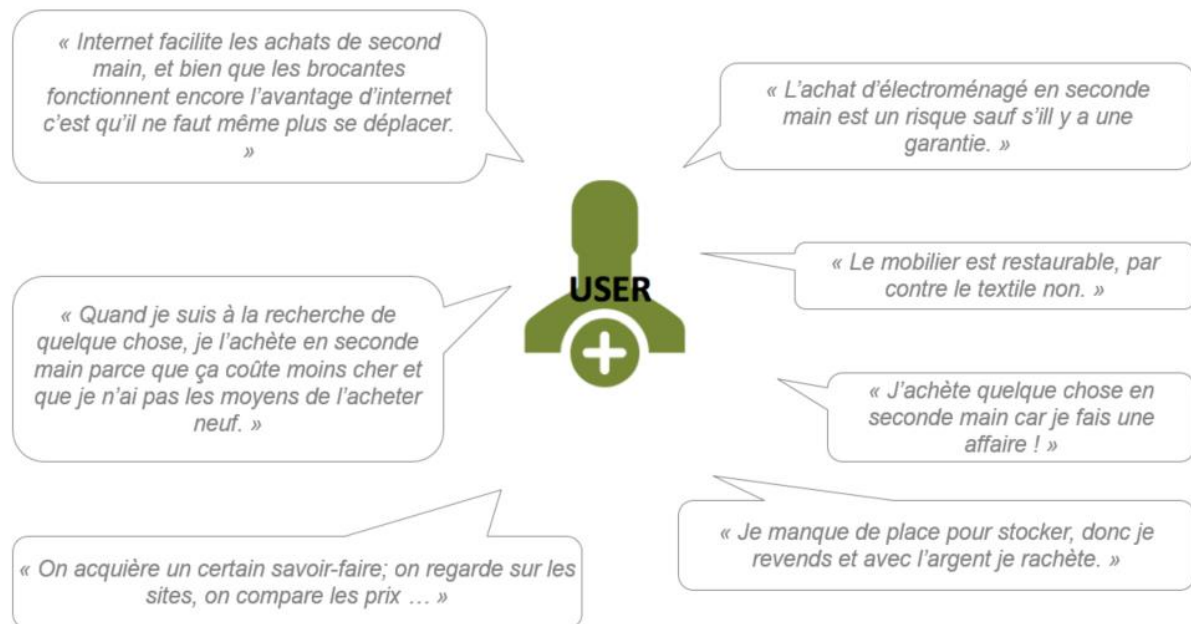 « Internet facilite les achats de second
main, et bien que les brocantes
fonctionnent encore l’avantage d’internet
c’est qu’il ne faut même plus se déplacer.
»
« L’achat d’électroménagé en seconde
main est un risque sauf s’ill y a une
garantie. »
« Le mobilier est restaurable, par
contre le textile non. »
USER
« Quand je suis à la recherche de
quelque chose, je l’achète en seconde
main parce que ça coûte moins cher et
que je n’ai pas les moyens de l’acheter
neuf. »
« J’achète quelque chose en
seconde main car je fais une
affaire ! »
« Je manque de place pour stocker, donc je
revends et avec l’argent je rachète. »
« On acquière un certain savoir-faire; on regarde sur les
sites, on compare les prix … »